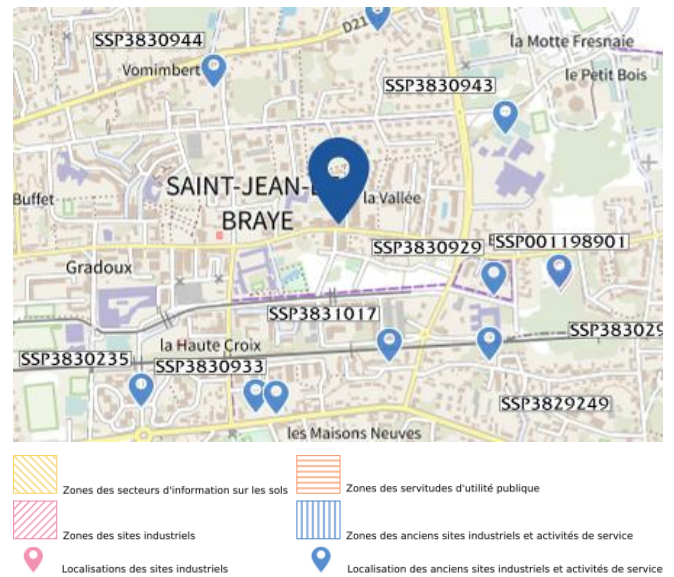 D21
SSP3830944
la Motte Fresnaie
Vomimbert
le Petit Bois
SSP3830943
SAINT-JEAN-
BRAYE
la Vallée
Buffet
SSP3830929
SSP001198901
Gradoux
SSP3831017
SSP383029
la Haute Croix
SSP3830235
SSP3830933
SSP3829249
les Maisons Neuves
Zones des secteurs d'information sur les sols
Zones des servitudes d'utilité publique
Zones des sites industriels
Zones des anciens sites industriels et activités de service
Localisations des sites industriels
Localisation des anciens sites industriels et activités de service